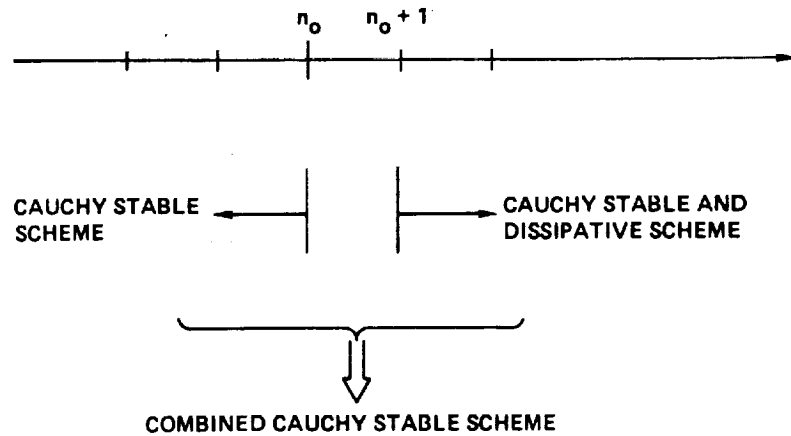 n₀ n₀ + 1
CAUCHY STABLE
SCHEME
CAUCHY STABLE AND
DISSIPATIVE SCHEME
COMBINED CAUCHY STABLE SCHEME